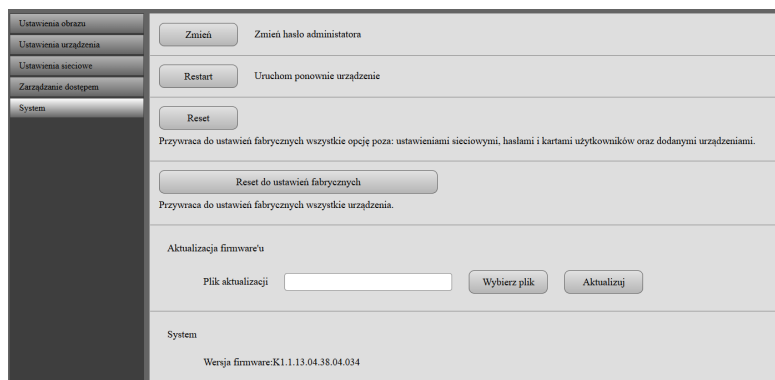 Ustawienia obrazu
Ustawienia urządzenia
Ustawienia sieciowe
Zarządzanie dostępem
System
Zmień Zmień hasło administatora
Restart Uruchom ponownie urządzenie
Reset
Przywraca do ustawień fabrycznych wszystkie opcję poza: ustawieniami sieciowymi, hasłami i kartami użytkowników oraz dodanymi urządzeniami.
Reset do ustawień fabrycznych
Przywraca do ustawień fabrycznych wszystkie urządzenia.
Aktualizacja firmware'u
Plik aktualizacji Wybierz plik Aktualizuj
System
Wersja firmware:K1.1.13.04.38.04.034